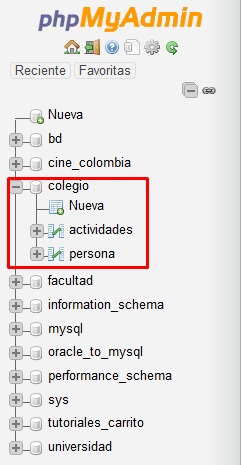 phpMyAdmin
Reciente Favoritas
Nueva
bd
cine_colombia
colegio
Nueva
actividades
persona
facultad
information_schema
mysql
oracle_to_mysql
performance_schema
sys
tutoriales_carrito
universidad